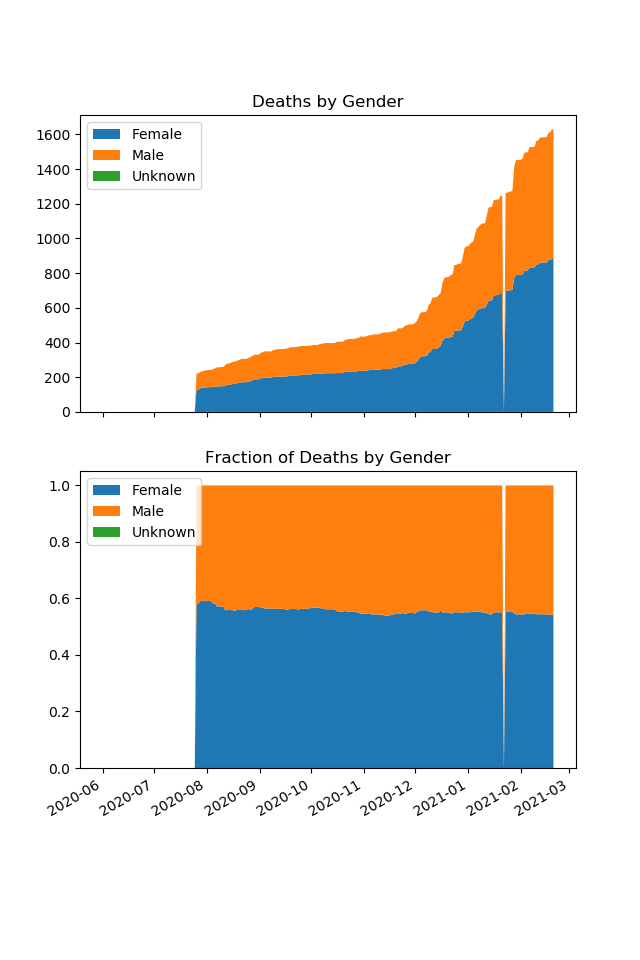 Deaths by Gender
Female
Male
Unknown
1600
1400
1200
1000
800
600
400
200
0
Fraction of Deaths by Gender
Female
Male
Unknown
1.0
0.8
0.6
0.4
0.2
0.0
2020-06 2020-07 2020-08 2020-09 2020-10 2020-11 2020-12 2021-01 2021-02 2021-03